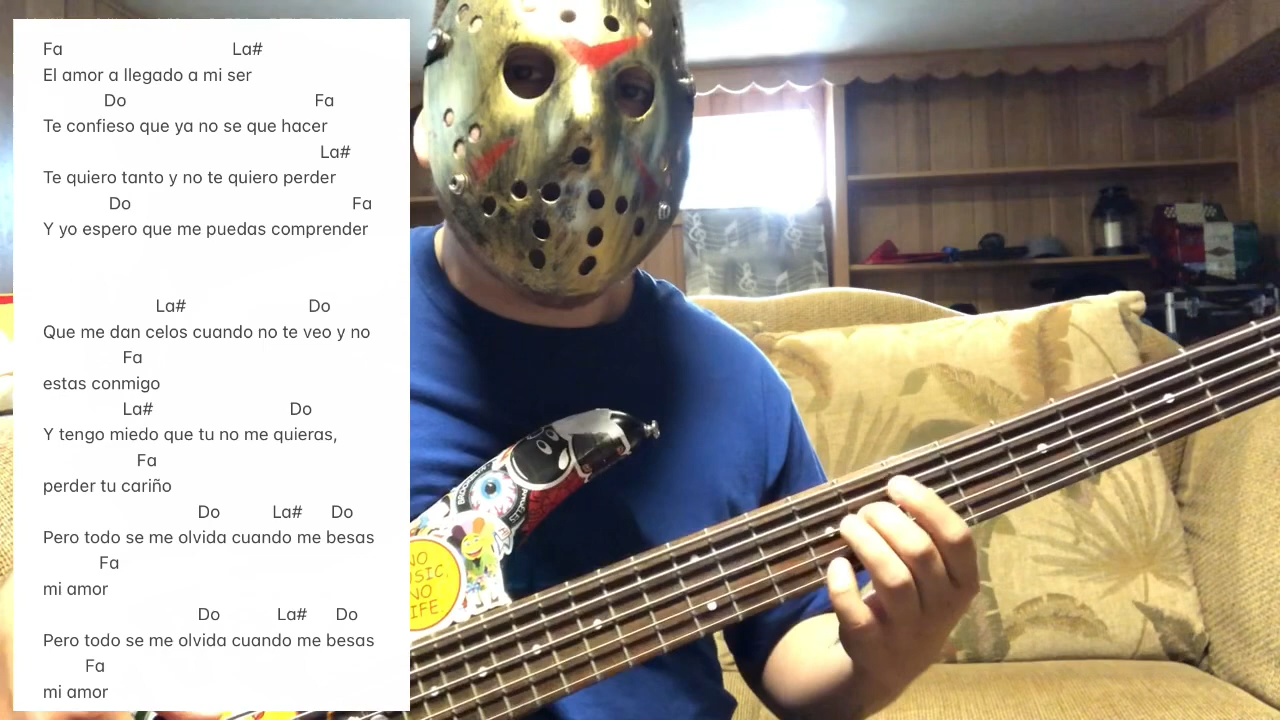 Fa La#
El amor a llegado a mi ser
Do Fa
Te confieso que ya no se que hacer
La#
Te quiero tanto y no te quiero perder
Do Fa
Y yo espero que me puedas comprender
La# Do
Que me dan celos cuando no te veo y no
Fa
estas conmigo
La# Do
Y tengo miedo que tu no me quieras,
Fa
perder tu cariño
Do La# Do
Pero todo se me olvida cuando me besas
Fa
mi amor
Do La# Do
Pero todo se me olvida cuando me besas
Fa
mi amor
BROOKLYN
NO
NO